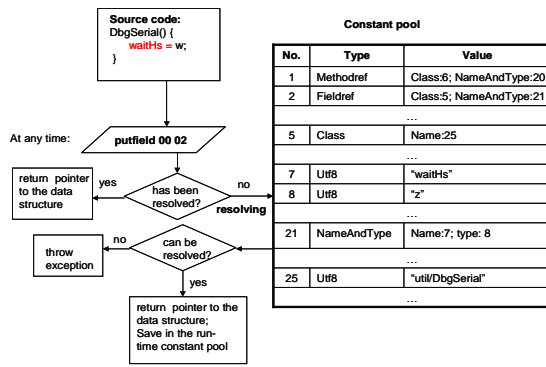 Source code:
DbgSerial() {
waitHs = w;
}
At any time:
putfield 00 02
return pointer
to the data
structure
yes
has been
resolved?
no
resolving
throw
exception
no
can be
resolved?
yes
return pointer to the
data structure;
Save in the run-
time constant pool
Constant pool
No. Type Value
1 Methodref Class:6; NameAndType:20
2 Fieldref Class:5; NameAndType:21
...
5 Class Name:25
...
7 Utf8 “waitHs”
8 Utf8 “z”
...
21 NameAndType Name:7; type: 8
...
25 Utf8 “util/DbgSerial”
...